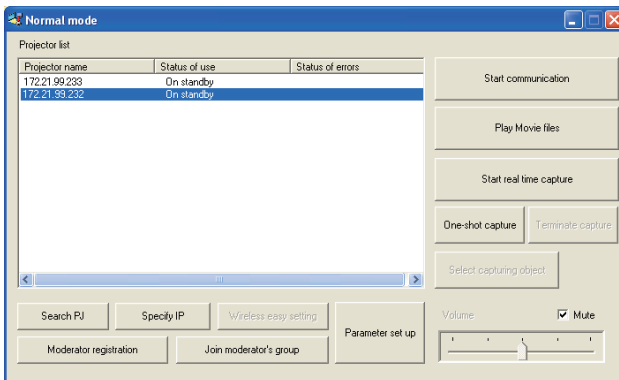 Normal mode
Projector list
Projector name Status of use Status of errors
172.21.99.233 On standby
172.21.99.232 On standby
Start communication
Play Movie files
Start real time capture
One-shot capture Terminate capture
Select capturing object
Search PJ Specify IP Wireless easy setting
Parameter set up
Moderator registration Join moderator's group
Volume Mute